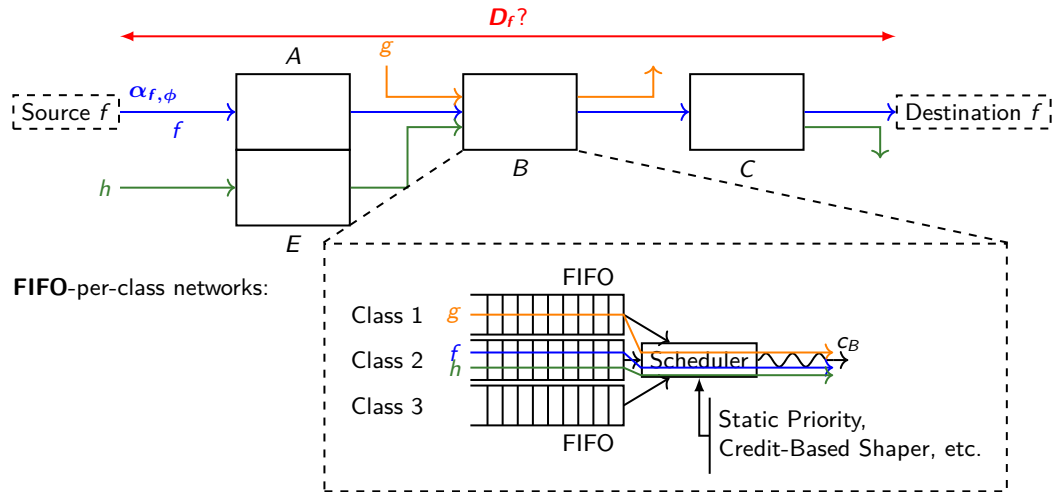 D_f?
A
g
α_{f,ϕ}
Source f
f
Destination f
h
B
C
E
FIFO-per-class networks:
FIFO
Class 1
g
Class 2
f
h
Scheduler
c_B
Class 3
FIFO
Static Priority,
Credit-Based Shaper, etc.